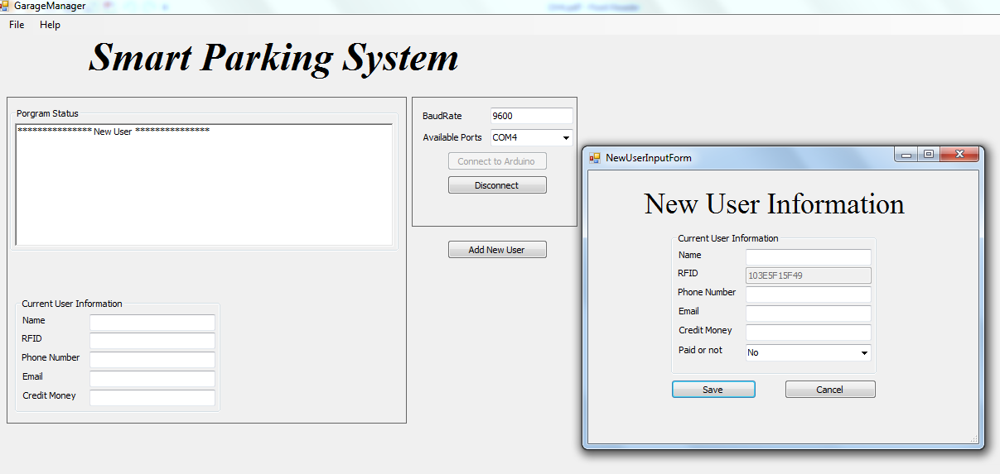 GarageManager
File Help
Smart Parking System
Porgram Status
*************** New User ***************
BaudRate 9600
Available Ports COM4
Connect to Arduino
Disconnect
Add New User
Current User Information
Name
RFID
Phone Number
Email
Credit Money
NewUserInputForm
New User Information
Current User Information
Name
RFID 103E5F15F49
Phone Number
Email
Credit Money
Paid or not No
Save Cancel